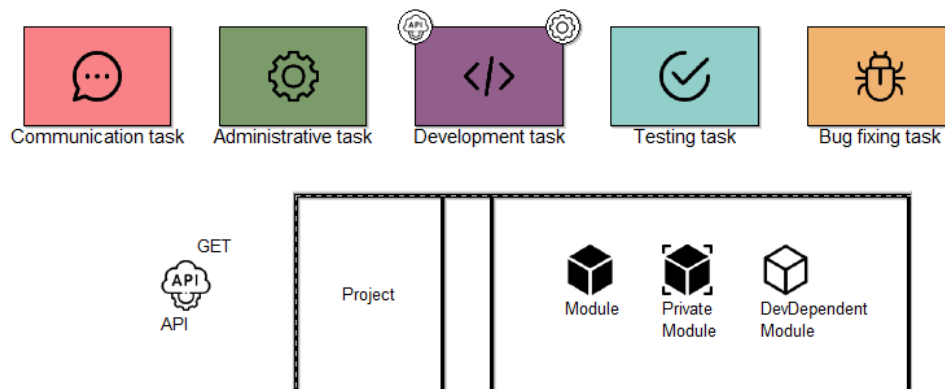 API
</>
Communication task
Administrative task
Development task
Testing task
Bug fixing task
GET
API
API
Project
Module
Private
Module
DevDependent
Module